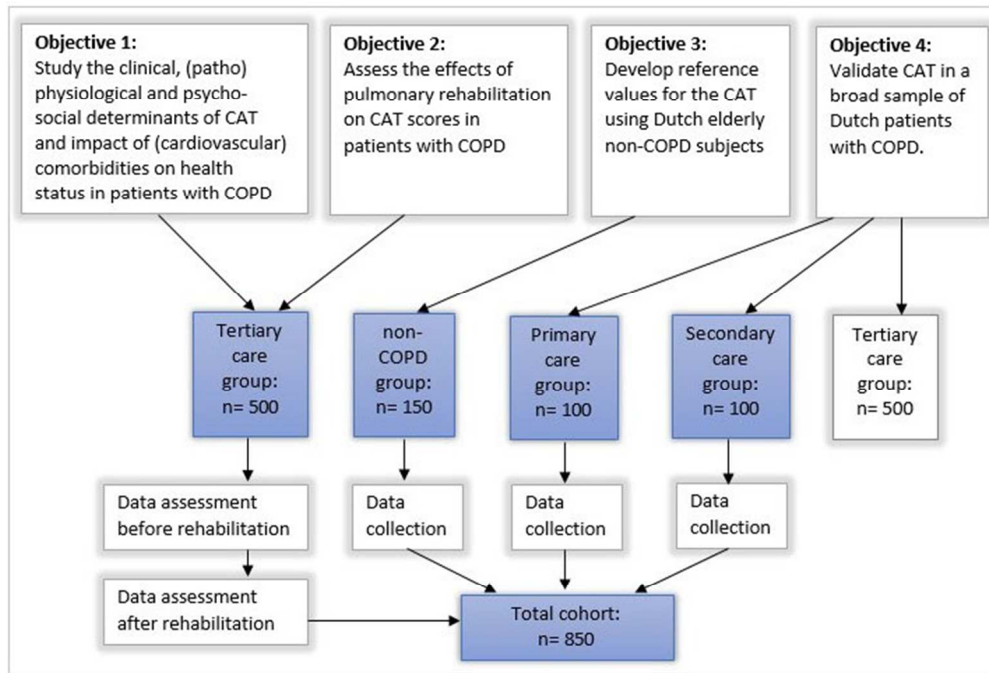 Objective 1:
Study the clinical, (patho)
physiological and psycho-
social determinants of CAT
and impact of (cardiovascular)
comorbidities on health
status in patients with COPD
Objective 2:
Assess the effects of
pulmonary rehabilitation
on CAT scores in
patients with COPD
Objective 3:
Develop reference
values for the CAT
using Dutch elderly
non-COPD subjects
Objective 4:
Validate CAT in a
broad sample of
Dutch patients
with COPD.
Tertiary
care
group:
n= 500
non-
COPD
group:
n= 150
Primary
care
group:
n= 100
Secondary
care
group:
n= 100
Tertiary
care
group:
n= 500
Data assessment
before rehabilitation
Data
collection
Data
collection
Data
collection
Data assessment
after rehabilitation
Total cohort:
n= 850